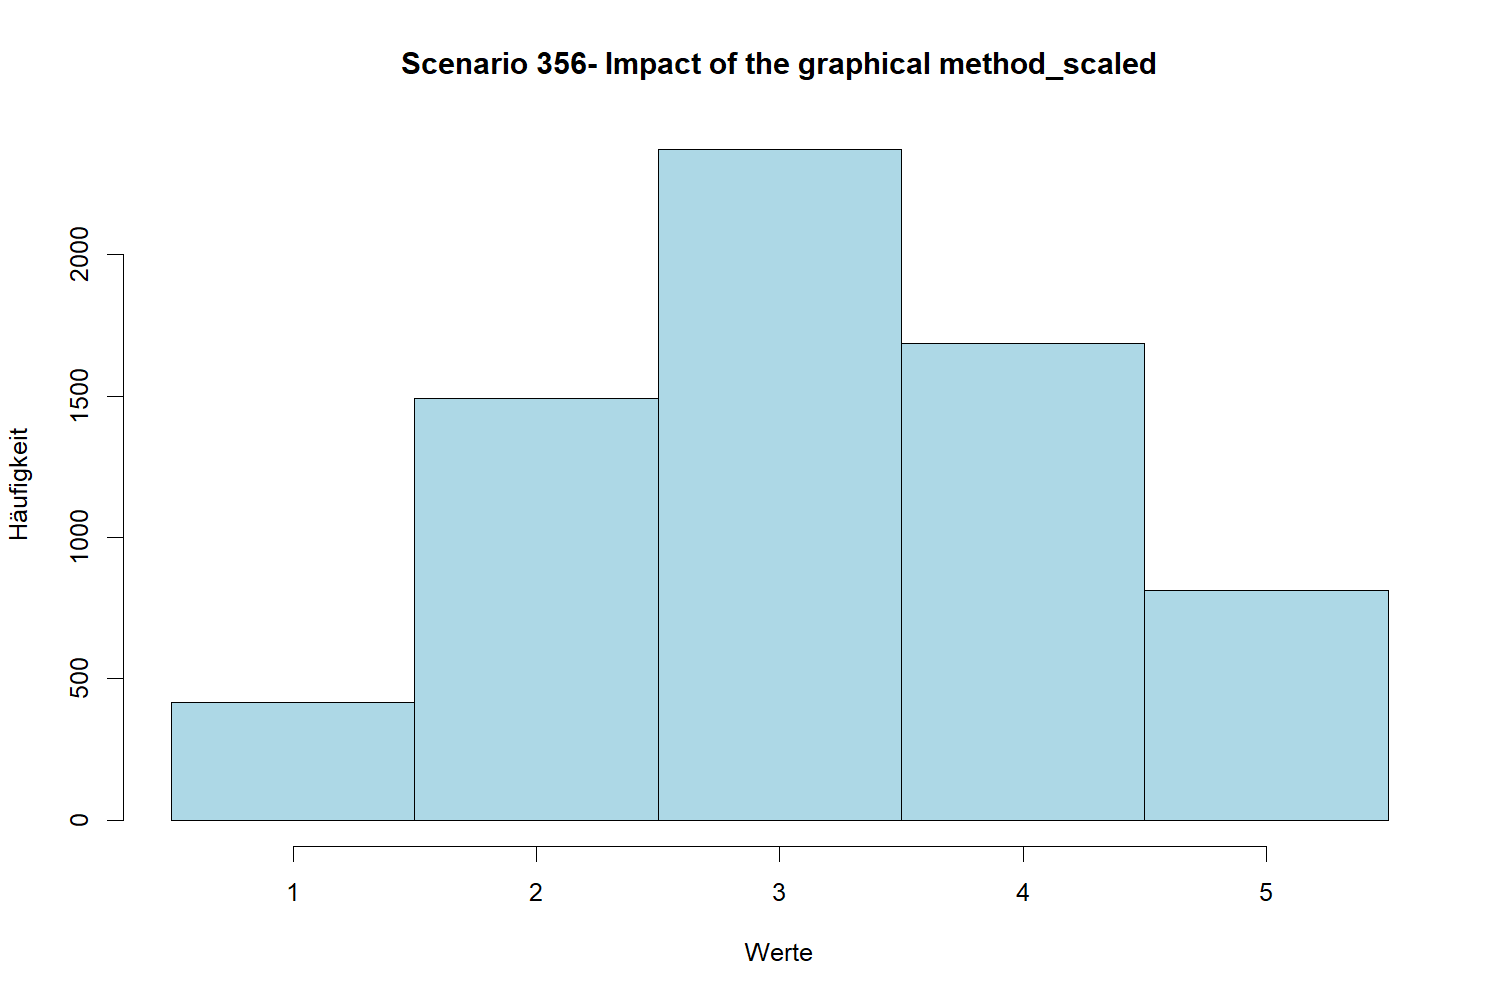 Scenario 356- Impact of the graphical method_scaled
Häufigkeit
2000
1500
1000
500
0
1 2 3 4 5
Werte